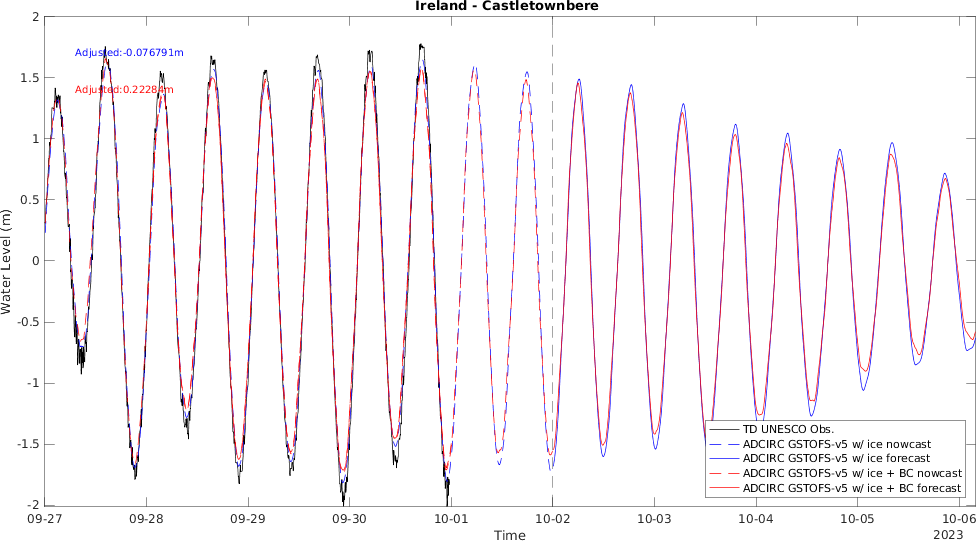 Ireland - Castletownbere
Adjusted:-0.076791m
Adjusted:0.22284m
Water Level (m)
2
1.5
1
0.5
0
-0.5
-1
-1.5
-2
TD UNESCO Obs.
ADCIRC GSTOFS-v5 w/ ice nowcast
ADCIRC GSTOFS-v5 w/ ice forecast
ADCIRC GSTOFS-v5 w/ ice + BC nowcast
ADCIRC GSTOFS-v5 w/ ice + BC forecast
09-27 09-28 09-29 09-30 10-01 10-02 10-03 10-04 10-05 10-06
Time
2023